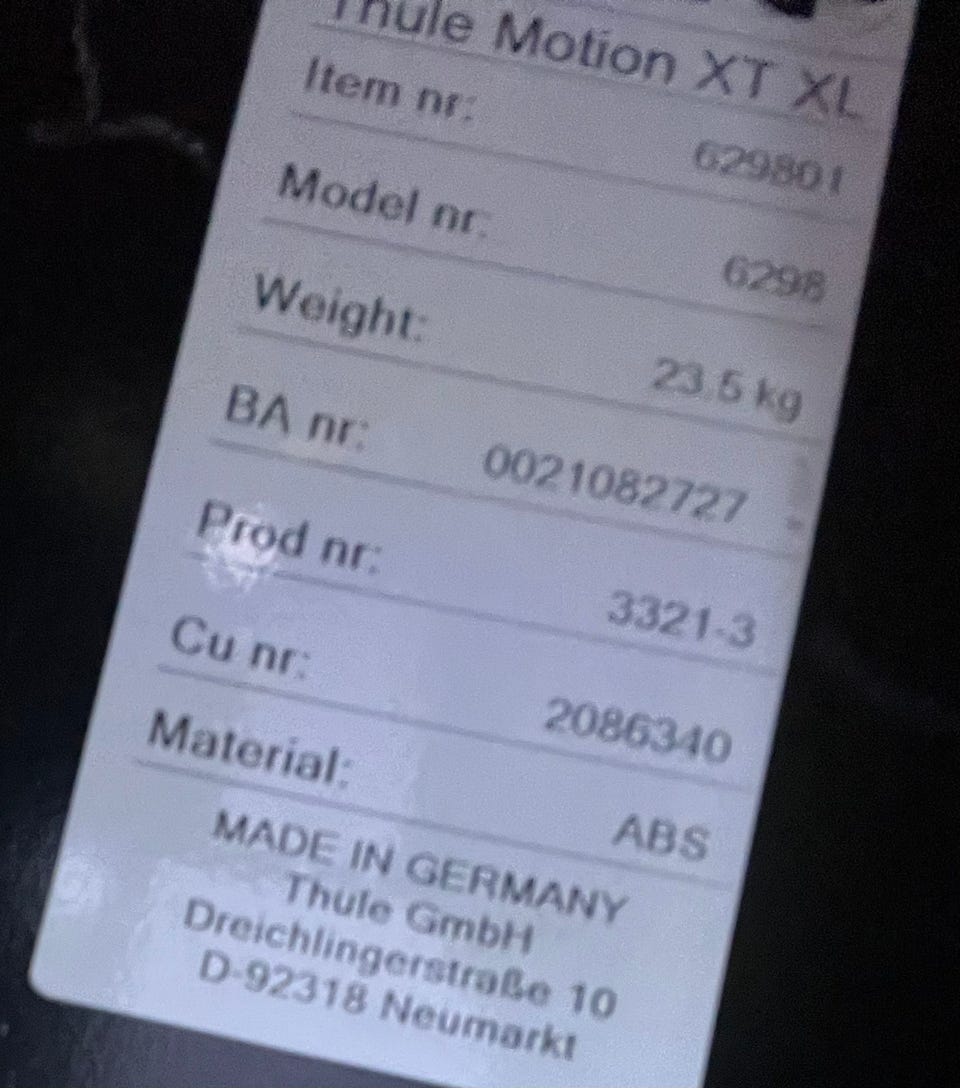 Thule Motion XT XL
Item nr: 629801
Model nr: 6298
Weight: 23.5 kg
BA nr: 0021082727
Prod nr: 3321-3
Cu nr: 2086340
Material: ABS
MADE IN GERMANY
Thule GmbH
Dreichlingerstraße 10
D-92318 Neumarkt